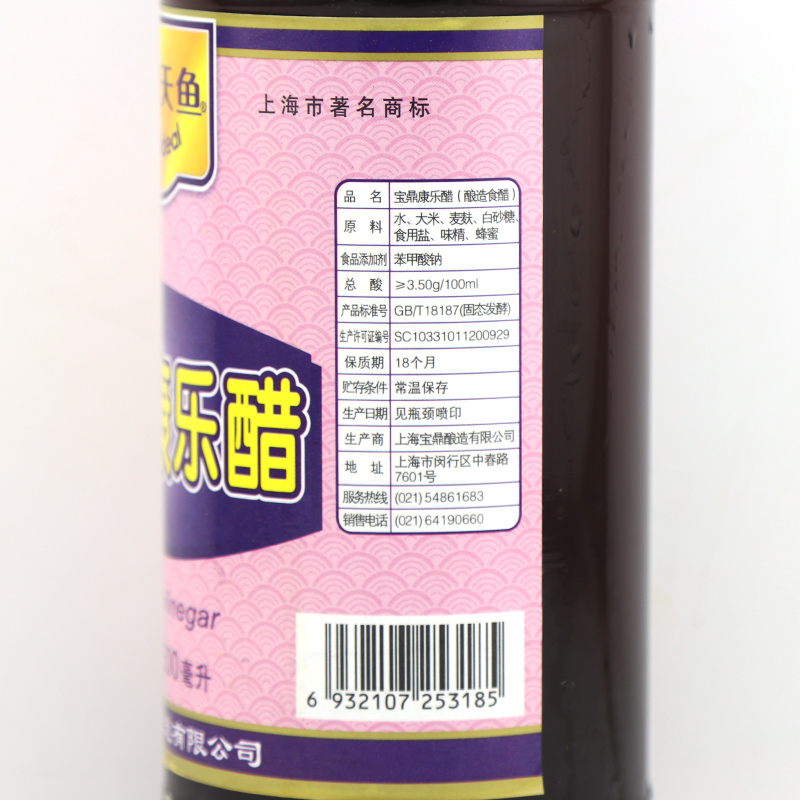 天鱼®
上海市著名商标
品 名 宝鼎康乐醋（酿造食醋）
原 料 水、大米、麦麸、白砂糖、
食用盐、味精、蜂蜜
食品添加剂 苯甲酸钠
总 酸 ≥3.50g/100ml
产品标准号 GB/T18187(固态发酵)
生产许可证编号 SC10331011200929
保质期 18个月
贮存条件 常温保存
生产日期 见瓶颈喷印
生产商 上海宝鼎酿造有限公司
地 址 上海市闵行区中春路
7601号
服务热线 (021)54861683
销售电话 (021)64190660
康乐醋
negar
毫升
6 932107 253185
有限公司